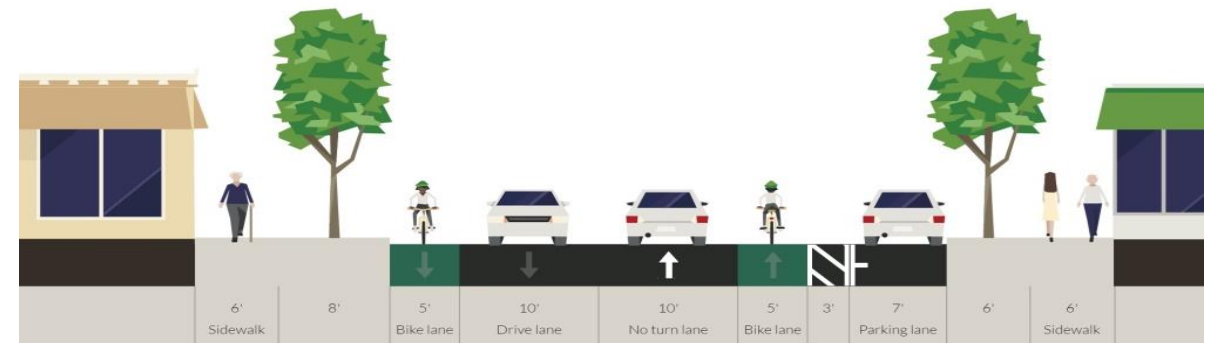 6'
Sidewalk
8'
5'
Bike lane
10'
Drive lane
10'
No turn lane
5'
Bike lane
3'
7'
Parking lane
6'
6'
Sidewalk